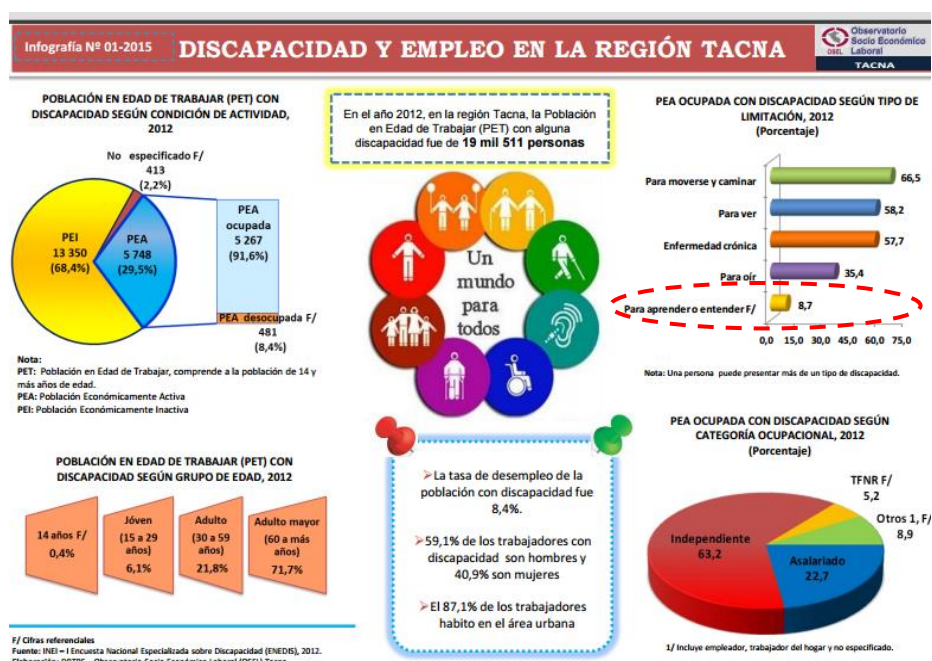 Infografía Nº 01-2015
DISCAPACIDAD Y EMPLEO EN LA REGIÓN TACNA
OSEL
Observatorio
Socio Económico
Laboral
TACNA
POBLACIÓN EN EDAD DE TRABAJAR (PET) CON
DISCAPACIDAD SEGÚN CONDICIÓN DE ACTIVIDAD,
2012
No especificado F/
413
(2,2%)
PEI
13 350
(68,4%)
PEA
5 748
(29,5%)
PEA
ocupada
5 267
(91,6%)
PEA desocupada F/
481
(8,4%)
Nota:
PET: Población en Edad de Trabajar, comprende a la población de 14 y
más años de edad.
PEA: Población Económicamente Activa
PEI: Población Económicamente Inactiva
En el año 2012, en la región Tacna, la Población
en Edad de Trabajar (PET) con alguna
discapacidad fue de 19 mil 511 personas
Un
mundo
para
todos
PEA OCUPADA CON DISCAPACIDAD SEGÚN TIPO DE
LIMITACIÓN, 2012
(Porcentaje)
Para moverse y caminar 66,5
Para ver 58,2
Enfermedad crónica 57,7
Para oír 35,4
Para aprender o entender F/ 8,7
0,0 15,0 30,0 45,0 60,0 75,0
Nota: Una persona puede presentar más de un tipo de discapacidad.
POBLACIÓN EN EDAD DE TRABAJAR (PET) CON
DISCAPACIDAD SEGÚN GRUPO DE EDAD, 2012
14 años F/
0,4%
Jóven
(15 a 29
años)
6,1%
Adulto
(30 a 59
años)
21,8%
Adulto mayor
(60 a más
años)
71,7%
➢La tasa de desempleo de la
población con discapacidad fue
8,4%.
➢59,1% de los trabajadores con
discapacidad son hombres y
40,9% son mujeres
➢El 87,1% de los trabajadores
habito en el área urbana
PEA OCUPADA CON DISCAPACIDAD SEGÚN
CATEGORÍA OCUPACIONAL, 2012
(Porcentaje)
TFNR F/
5,2
Otros 1, F/
8,9
Independiente
63,2
Asalariado
22,7
1/ Incluye empleador, trabajador del hogar y no especificado.
F/ Cifras referenciales
Fuente: INEI – I Encuesta Nacional Especializada sobre Discapacidad (ENEDIS), 2012.